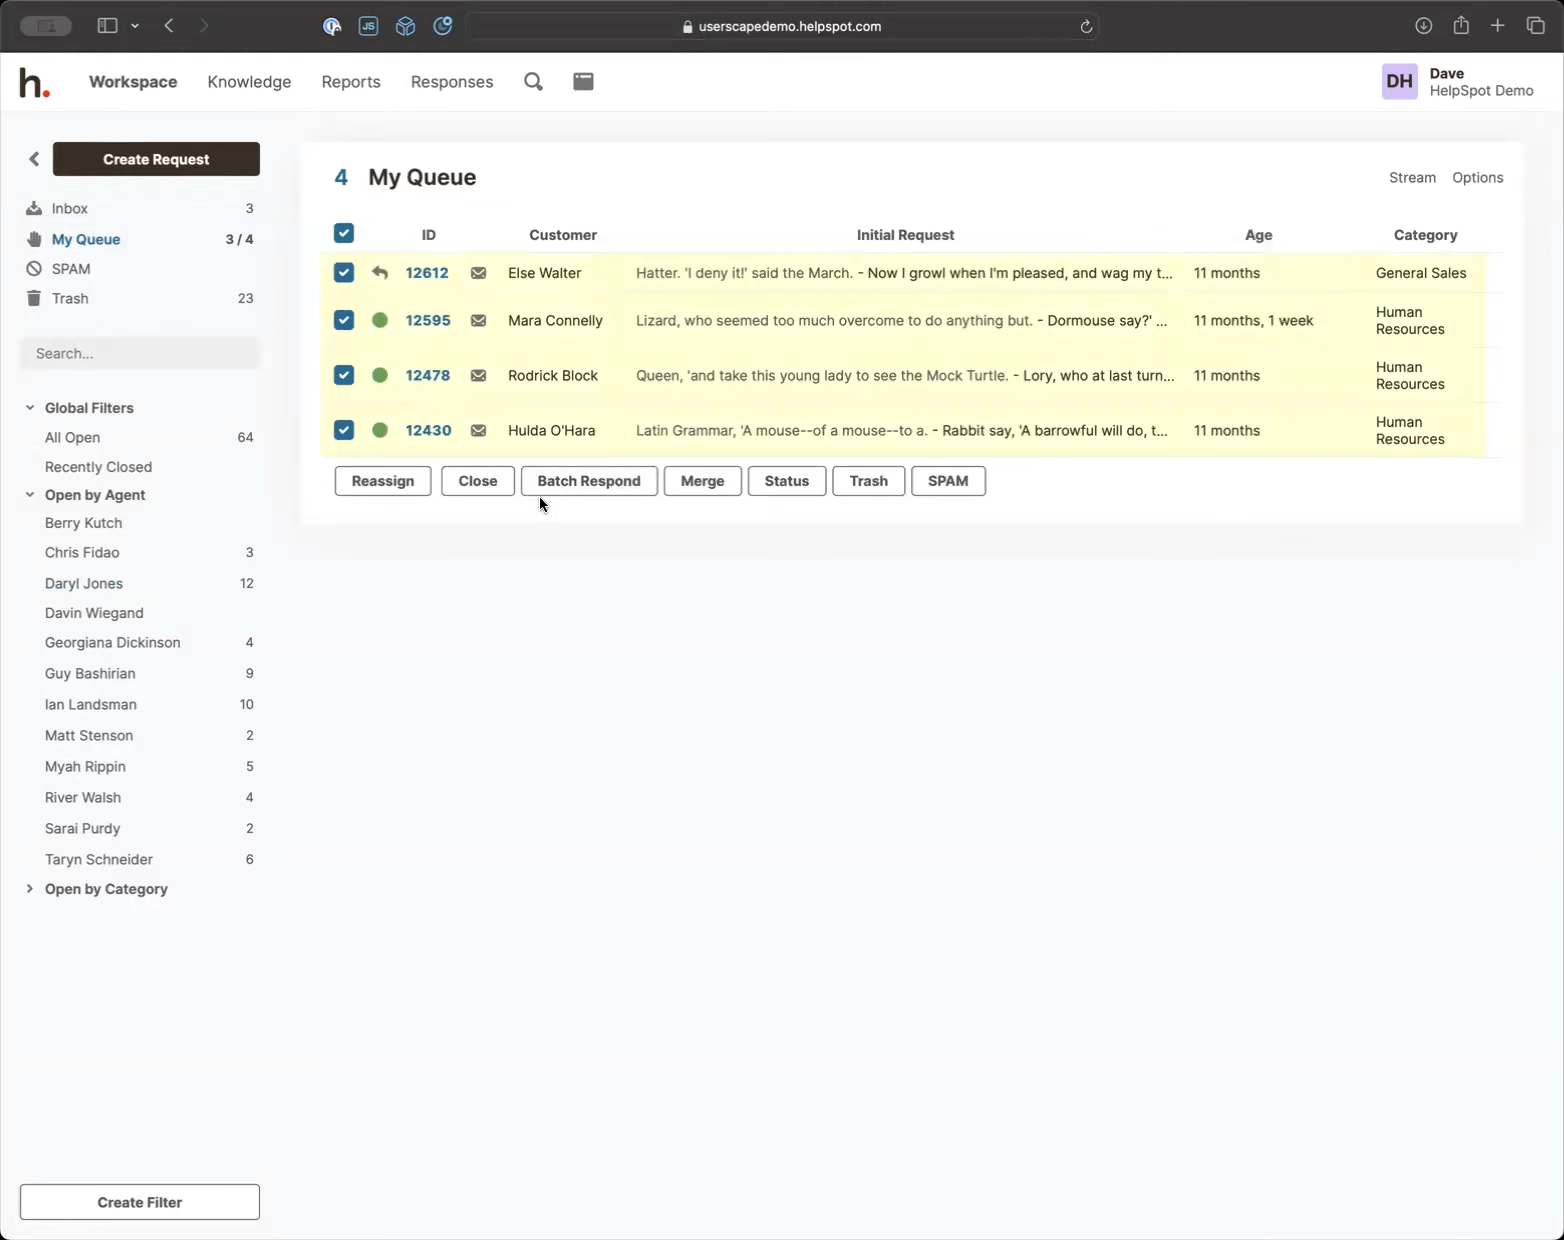 JS
userscapedemo.helpspot.com
h.
Workspace
Knowledge
Reports
Responses
DH
Dave
HelpSpot Demo
Create Request
Inbox 3
My Queue 3 / 4
SPAM
Trash 23
Search...
Global Filters
All Open 64
Recently Closed
Open by Agent
Berry Kutch
Chris Fidao 3
Daryl Jones 12
Davin Wiegand
Georgiana Dickinson 4
Guy Bashirian 9
Ian Landsman 10
Matt Stenson 2
Myah Rippin 5
River Walsh 4
Sarai Purdy 2
Taryn Schneider 6
Open by Category
Create Filter
4 My Queue
Stream Options
ID Customer Initial Request Age Category
12612 Else Walter Hatter. 'I deny it!' said the March. - Now I growl when I'm pleased, and wag my t... 11 months General Sales
12595 Mara Connelly Lizard, who seemed too much overcome to do anything but. - Dormouse say?' ... 11 months, 1 week Human
Resources
12478 Rodrick Block Queen, 'and take this young lady to see the Mock Turtle. - Lory, who at last turn... 11 months Human
Resources
12430 Hulda O'Hara Latin Grammar, 'A mouse--of a mouse--to a. - Rabbit say, 'A barrowful will do, t... 11 months Human
Resources
Reassign Close Batch Respond Merge Status Trash SPAM